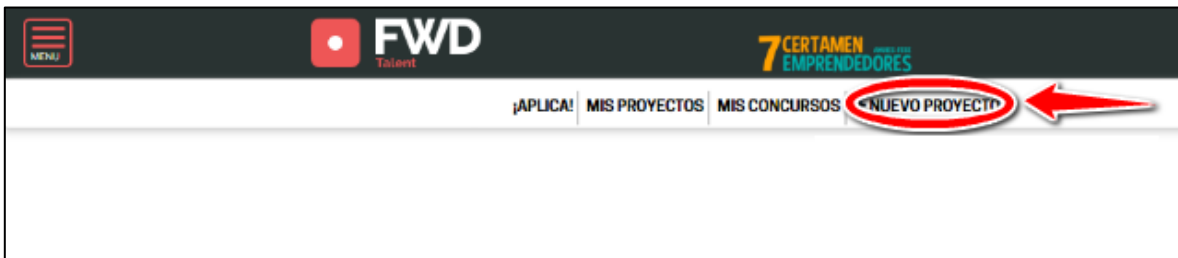 MENU
FWD
Talent
7 CERTAMEN
EMPRENDEDORES
¡APLICA! MIS PROYECTOS MIS CONCURSOS NUEVO PROYECTO